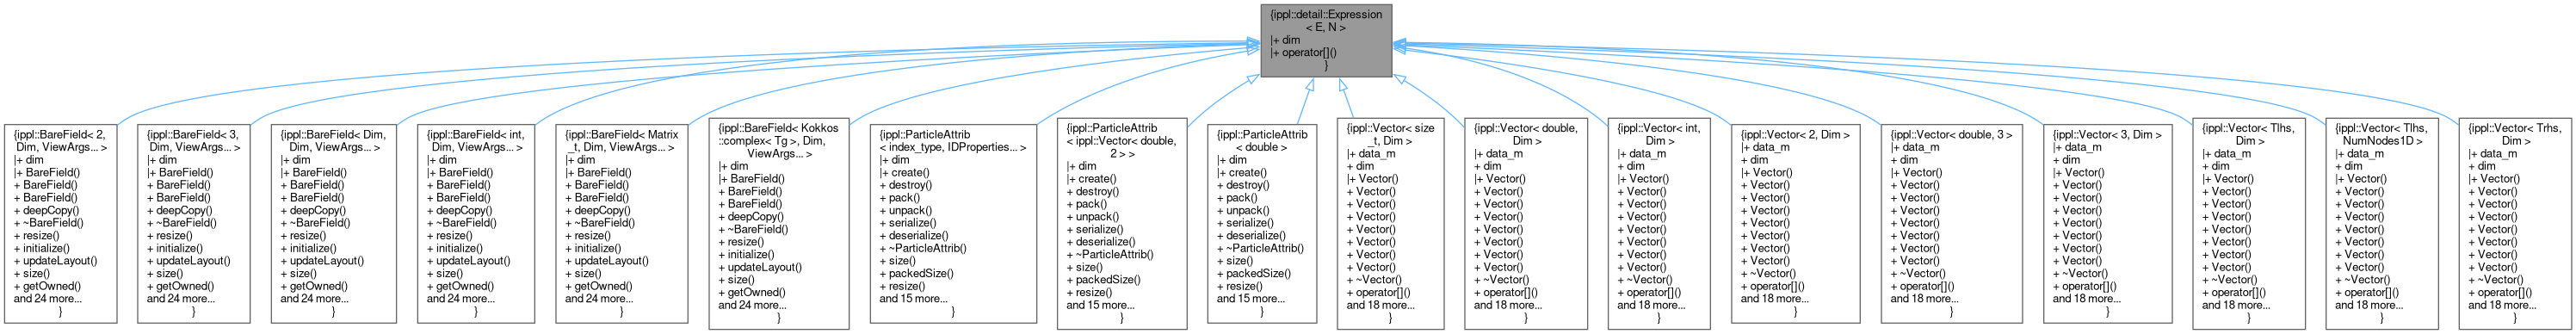 {ippl::detail::Expression
< E, N >
|+ dim
|+ operator[]()
}
{ippl::BareField< 2,
Dim, ViewArgs... >
|+ dim
|+ BareField()
+ BareField()
+ BareField()
+ deepCopy()
+ ~BareField()
+ resize()
+ initialize()
+ updateLayout()
+ size()
+ getOwned()
and 24 more...
}
{ippl::BareField< 3,
Dim, ViewArgs... >
|+ dim
|+ BareField()
+ BareField()
+ BareField()
+ deepCopy()
+ ~BareField()
+ resize()
+ initialize()
+ updateLayout()
+ size()
+ getOwned()
and 24 more...
}
{ippl::BareField< Dim,
Dim, ViewArgs... >
|+ dim
|+ BareField()
+ BareField()
+ BareField()
+ deepCopy()
+ ~BareField()
+ resize()
+ initialize()
+ updateLayout()
+ size()
+ getOwned()
and 24 more...
}
{ippl::BareField< int,
Dim, ViewArgs... >
|+ dim
|+ BareField()
+ BareField()
+ BareField()
+ deepCopy()
+ ~BareField()
+ resize()
+ initialize()
+ updateLayout()
+ size()
+ getOwned()
and 24 more...
}
{ippl::BareField< Matrix
_t, Dim, ViewArgs... >
|+ dim
|+ BareField()
+ BareField()
+ BareField()
+ deepCopy()
+ ~BareField()
+ resize()
+ initialize()
+ updateLayout()
+ size()
+ getOwned()
and 24 more...
}
{ippl::BareField< Kokkos
::complex< Tg >, Dim,
ViewArgs... >
|+ dim
|+ BareField()
+ BareField()
+ BareField()
+ deepCopy()
+ ~BareField()
+ resize()
+ initialize()
+ updateLayout()
+ size()
+ getOwned()
and 24 more...
}
{ippl::ParticleAttrib
< index_type, IDProperties... >
|+ dim
|+ create()
+ destroy()
+ pack()
+ unpack()
+ serialize()
+ deserialize()
+ ~ParticleAttrib()
+ size()
+ packedSize()
+ resize()
and 15 more...
}
{ippl::ParticleAttrib
< ippl::Vector< double,
2 > >
|+ dim
|+ create()
+ destroy()
+ pack()
+ unpack()
+ serialize()
+ deserialize()
+ ~ParticleAttrib()
+ size()
+ packedSize()
+ resize()
and 15 more...
}
{ippl::ParticleAttrib
< double >
|+ dim
|+ create()
+ destroy()
+ pack()
+ unpack()
+ serialize()
+ deserialize()
+ ~ParticleAttrib()
+ size()
+ packedSize()
+ resize()
and 15 more...
}
{ippl::Vector< size
_t, Dim >
|+ data_m
+ dim
|+ Vector()
+ Vector()
+ Vector()
+ Vector()
+ Vector()
+ Vector()
+ Vector()
+ Vector()
+ ~Vector()
+ operator[]()
and 18 more...
}
{ippl::Vector< double,
Dim >
|+ data_m
+ dim
|+ Vector()
+ Vector()
+ Vector()
+ Vector()
+ Vector()
+ Vector()
+ Vector()
+ Vector()
+ ~Vector()
+ operator[]()
and 18 more...
}
{ippl::Vector< int,
Dim >
|+ data_m
+ dim
|+ Vector()
+ Vector()
+ Vector()
+ Vector()
+ Vector()
+ Vector()
+ Vector()
+ Vector()
+ ~Vector()
+ operator[]()
and 18 more...
}
{ippl::Vector< 2, Dim >
|+ data_m
+ dim
|+ Vector()
+ Vector()
+ Vector()
+ Vector()
+ Vector()
+ Vector()
+ Vector()
+ Vector()
+ ~Vector()
+ operator[]()
and 18 more...
}
{ippl::Vector< double, 3 >
|+ data_m
+ dim
|+ Vector()
+ Vector()
+ Vector()
+ Vector()
+ Vector()
+ Vector()
+ Vector()
+ Vector()
+ ~Vector()
+ operator[]()
and 18 more...
}
{ippl::Vector< 3, Dim >
|+ data_m
+ dim
|+ Vector()
+ Vector()
+ Vector()
+ Vector()
+ Vector()
+ Vector()
+ Vector()
+ Vector()
+ ~Vector()
+ operator[]()
and 18 more...
}
{ippl::Vector< Tlhs,
Dim >
|+ data_m
+ dim
|+ Vector()
+ Vector()
+ Vector()
+ Vector()
+ Vector()
+ Vector()
+ Vector()
+ Vector()
+ ~Vector()
+ operator[]()
and 18 more...
}
{ippl::Vector< Tlhs,
NumNodes1D >
|+ data_m
+ dim
|+ Vector()
+ Vector()
+ Vector()
+ Vector()
+ Vector()
+ Vector()
+ Vector()
+ Vector()
+ ~Vector()
+ operator[]()
and 18 more...
}
{ippl::Vector< Trhs,
Dim >
|+ data_m
+ dim
|+ Vector()
+ Vector()
+ Vector()
+ Vector()
+ Vector()
+ Vector()
+ Vector()
+ Vector()
+ ~Vector()
+ operator[]()
and 18 more...
}